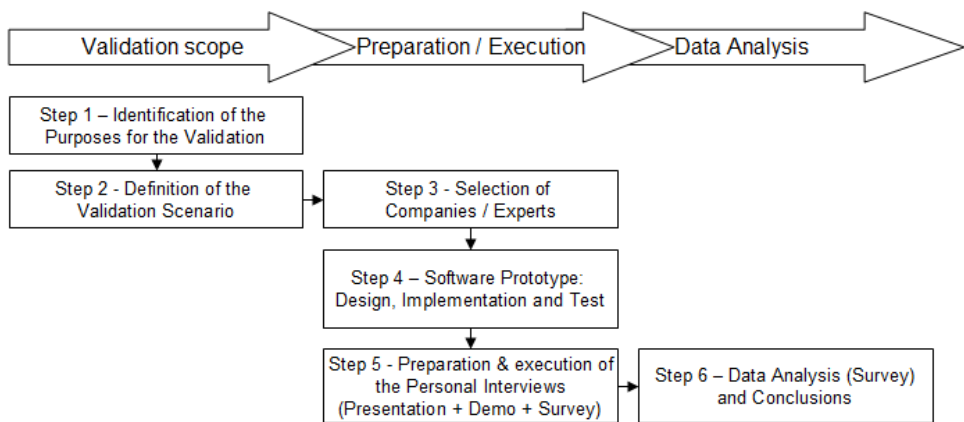 Validation scope
Preparation / Execution
Data Analysis
Step 1 – Identification of the
Purposes for the Validation
Step 2 - Definition of the
Validation Scenario
Step 3 - Selection of
Companies / Experts
Step 4 – Software Prototype:
Design, Implementation and Test
Step 5 - Preparation & execution of
the Personal Interviews
(Presentation + Demo + Survey)
Step 6 – Data Analysis (Survey)
and Conclusions